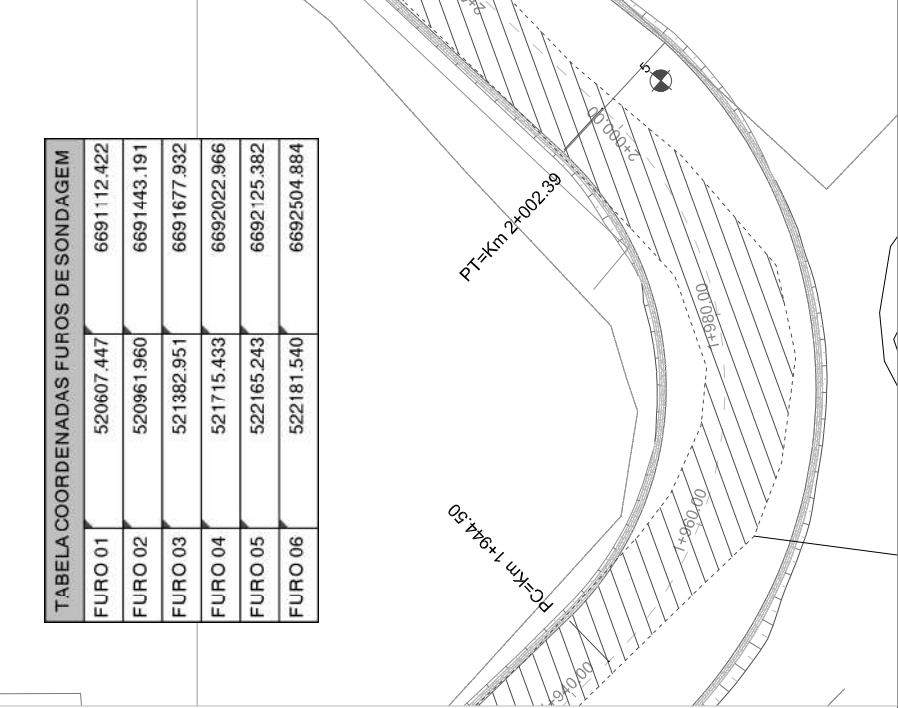 TABELA COORDENADAS FUROS DE SONDAGEM
FURO 01 520607.447 6691112.422
FURO 02 520961.960 6691443.191
FURO 03 521382.951 6691677.932
FURO 04 521715.433 6692022.966
FURO 05 522165.243 6692125.382
FURO 06 522181.540 6692504.884
5
2+000.00
PT=Km 2+002.39
1+980.00
1+960.00
PC=Km 1+944.50
1+940.00